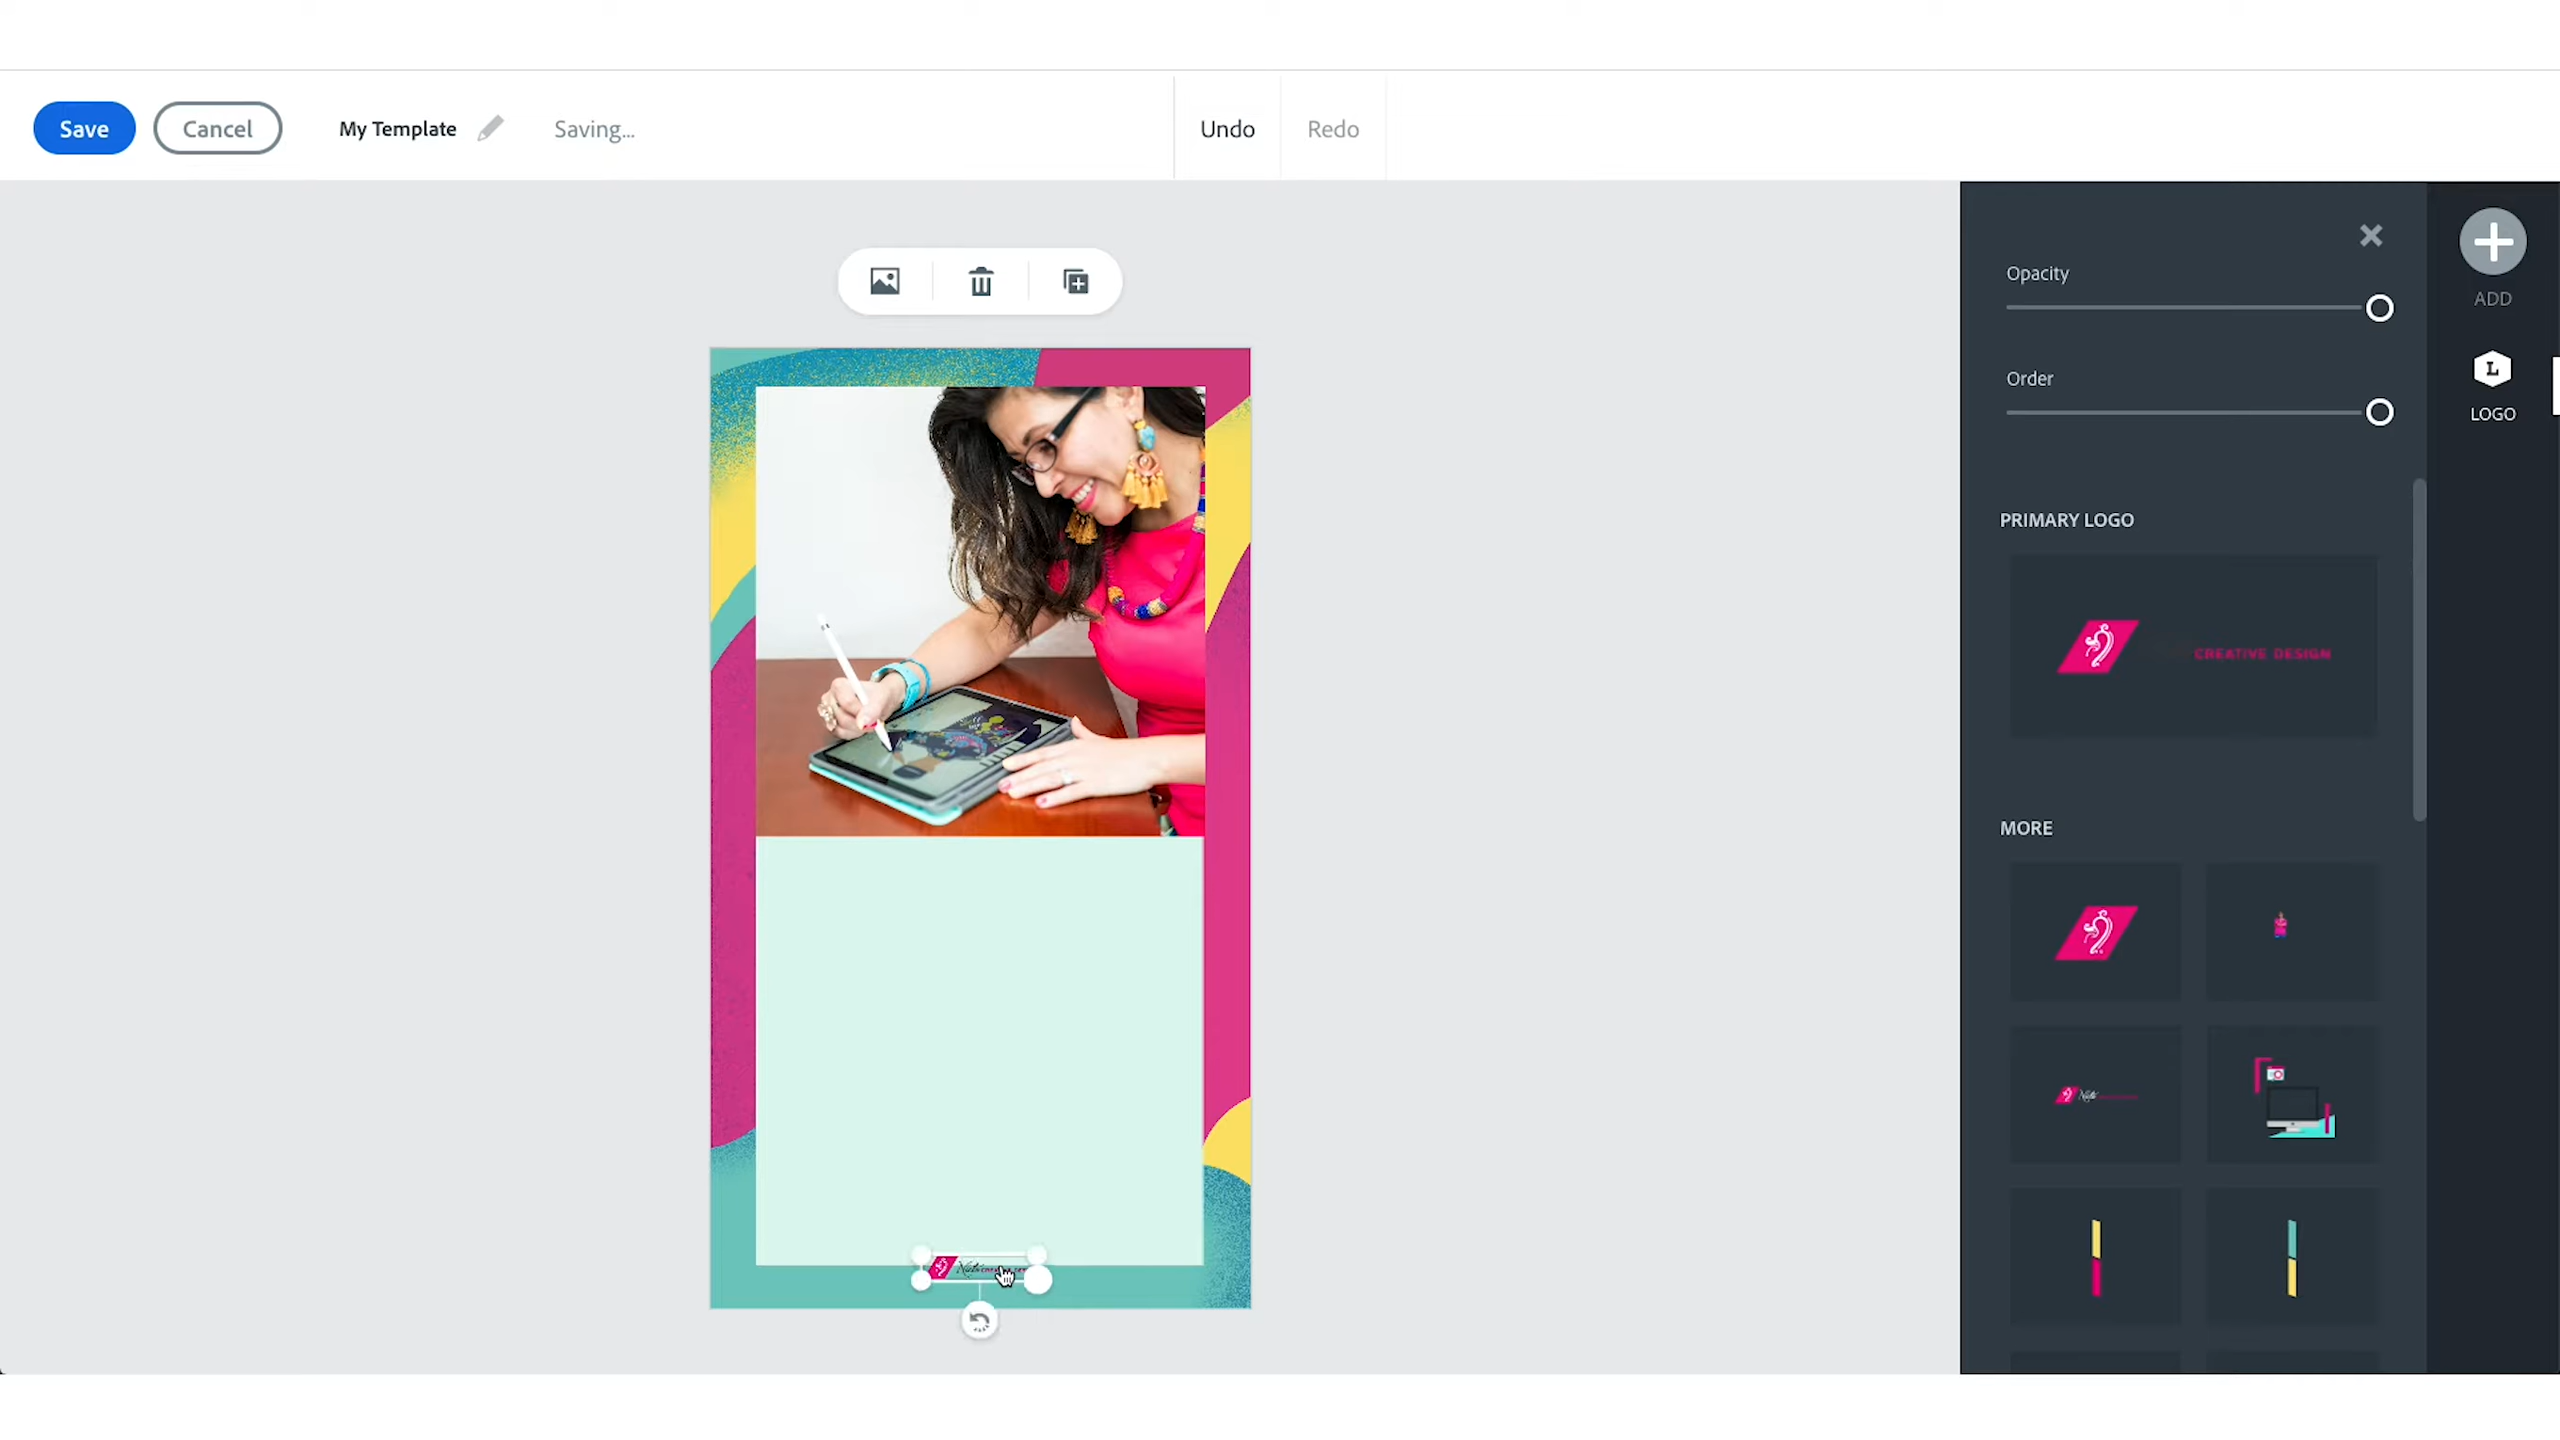 Save
Cancel
My Template
Saving...
Undo
Redo
ADD
L
LOGO
Opacity
Order
PRIMARY LOGO
CREATIVE DESIGN
MORE